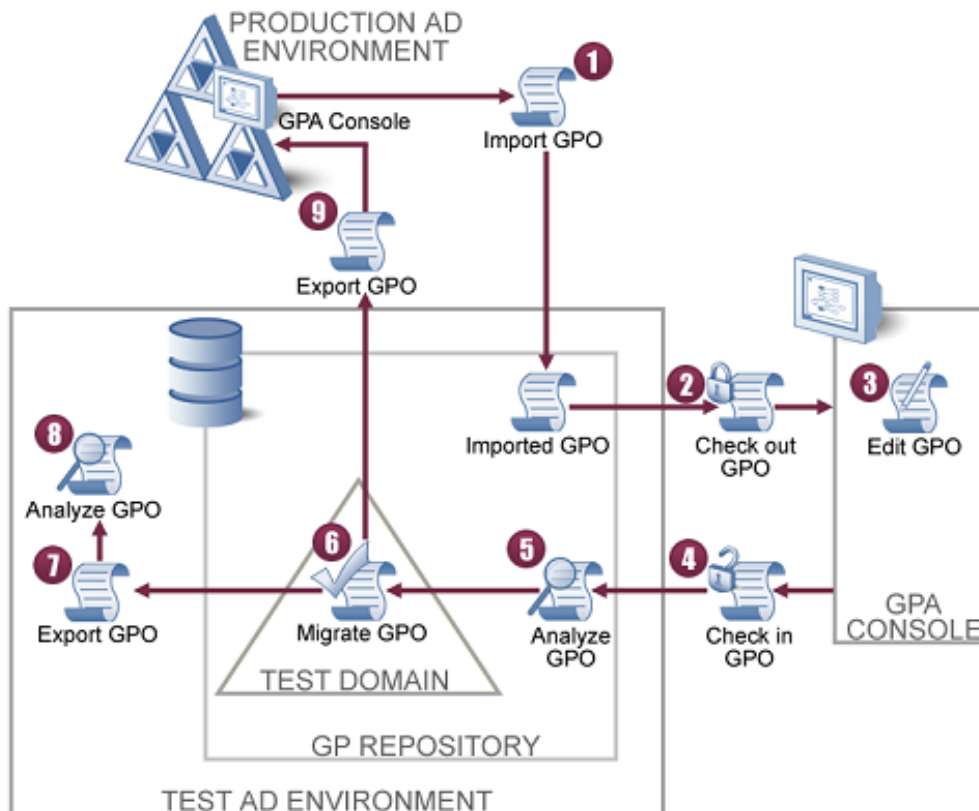 PRODUCTION AD
ENVIRONMENT
1
GPA Console
Import GPO
9
Export GPO
2
3
Imported GPO
Check out
GPO
Edit GPO
8
Analyze GPO
7
6
5
4
Export GPO
Migrate GPO
Analyze
GPO
Check in
GPO
GPA
CONSOLE
TEST DOMAIN
GP REPOSITORY
TEST AD ENVIRONMENT